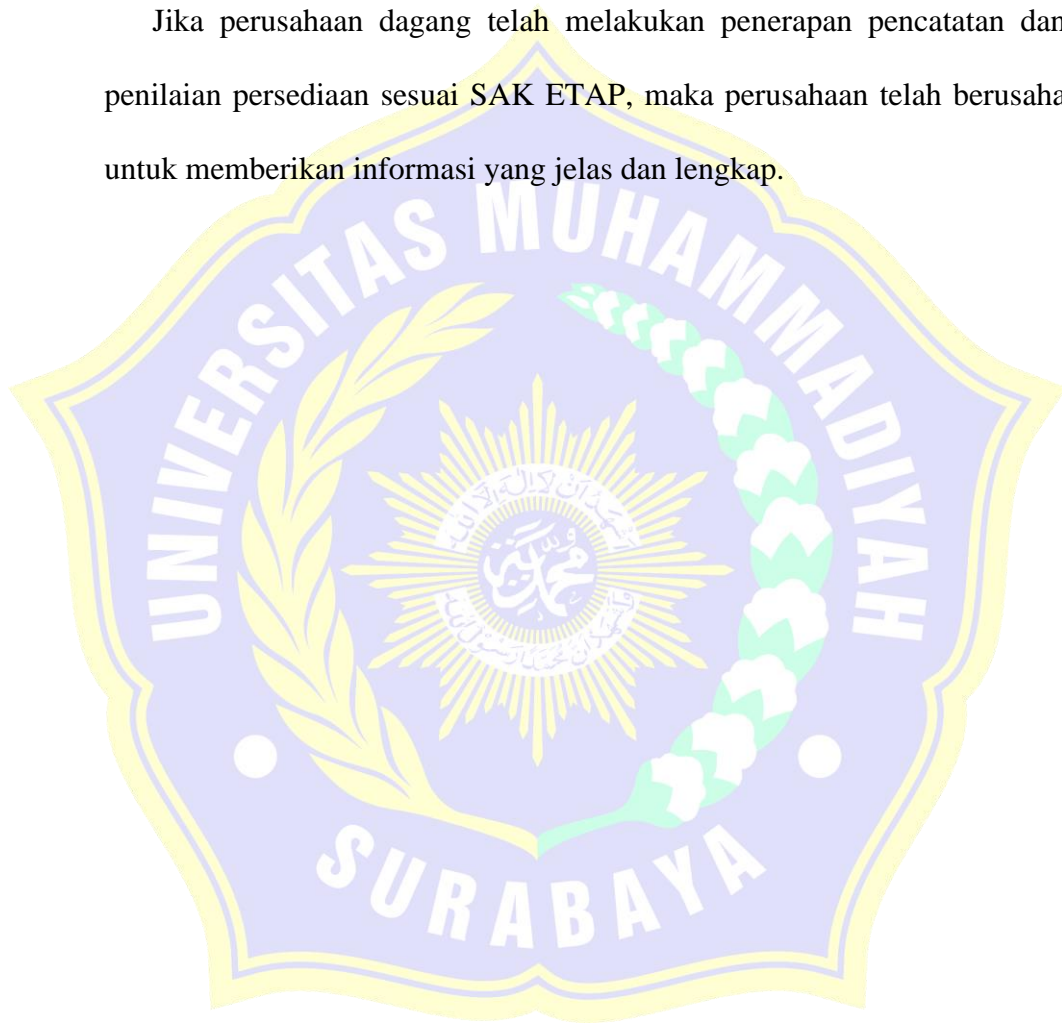 Jika perusahaan dagang telah melakukan penerapan pencatatan dan
penilaian persediaan sesuai SAK ETAP, maka perusahaan telah berusaha
untuk memberikan informasi yang jelas dan lengkap.
UNIVERSITAS MUHAMMADIYAH
SURABAYA